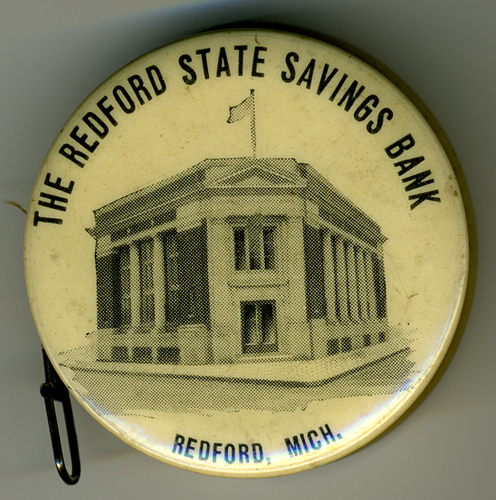 THE REDFORD STATE SAVINGS BANK
REDFORD, MICH.